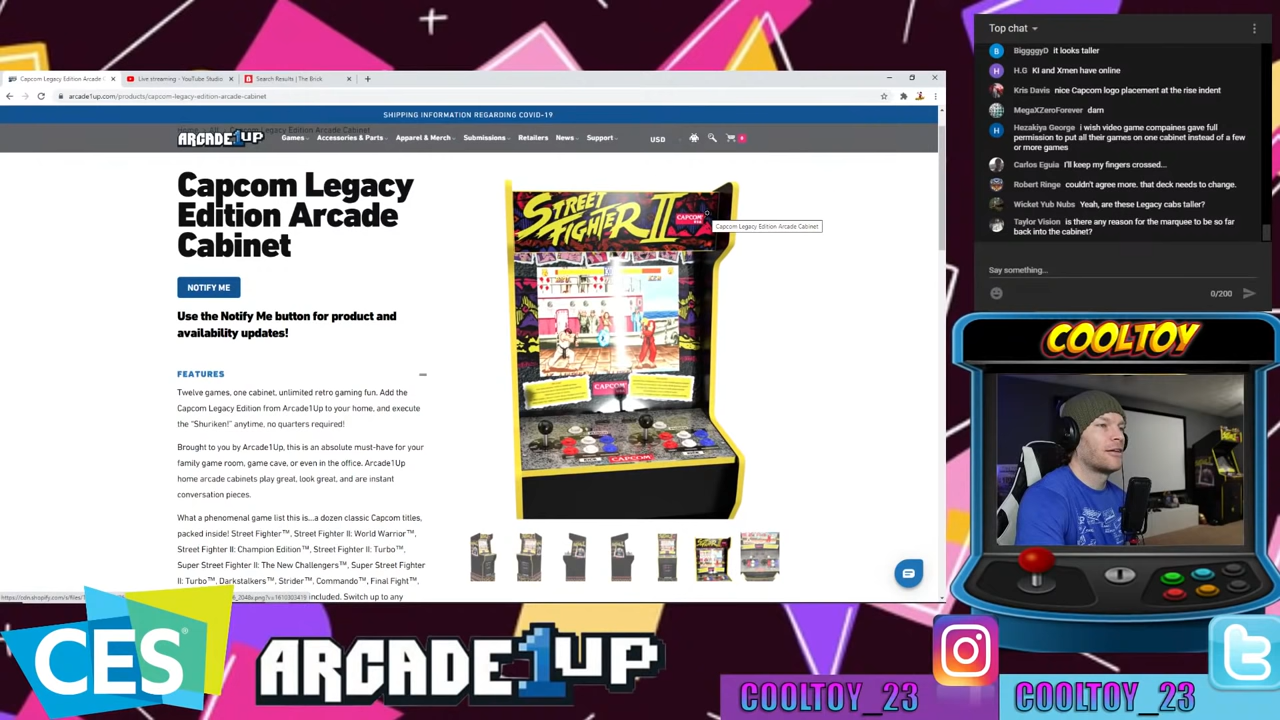 Capcom Legacy Edition Arcade
Live streaming - YouTube Studio
Search Results | The Brick
arcade1up.com/products/capcom-legacy-edition-arcade-cabinet
SHIPPING INFORMATION REGARDING COVID-19
ARCADE1UP
Games
Accessories & Parts
Apparel & Merch
Submissions
Retailers
News
Support
USD
0
Capcom Legacy
Edition Arcade
Cabinet
NOTIFY ME
Use the Notify Me button for product and
availability updates!
FEATURES
Twelve games, one cabinet, unlimited retro gaming fun. Add the
Capcom Legacy Edition from Arcade1Up to your home, and execute
the "Shuriken!" anytime, no quarters required!
Brought to you by Arcade1Up, this is an absolute must-have for your
family game room, game cave, or even in the office. Arcade1Up
home arcade cabinets play great, look great, and are instant
conversation pieces.
What a phenomenal game list this is...a dozen classic Capcom titles,
packed inside! Street Fighter™, Street Fighter II: World Warrior™,
Street Fighter II: Champion Edition™, Street Fighter II: Turbo™,
Super Street Fighter II: The New Challengers™, Super Street Fighter
II: Turbo™, Darkstalkers™, Strider™, Commando™, Final Fight™,
included. Switch up to any
STREET
FIGHTER II
CAPCOM
Capcom Legacy Edition Arcade Cabinet
CAPCOM
CAPCOM
Top chat
BiggggyD it looks taller
H.G KI and Xmen have online
Kris Davis nice Capcom logo placement at the rise indent
MegaXZeroForever darn
Hezakiya George i wish video game compaines gave full
permission to put all their games on one cabinet instead of a few
or more games
Carlos Eguia I'll keep my fingers crossed...
Robert Ringe couldn't agree more. that deck needs to change.
Wicket Yub Nubs Yeah, are these Legacy cabs taller?
Taylor Vision is there any reason for the marquee to be so far
back into the cabinet?
Say something...
0/200
COOLTOY
CES®
ARCADE1UP
COOLTOY_23
COOLTOY_23